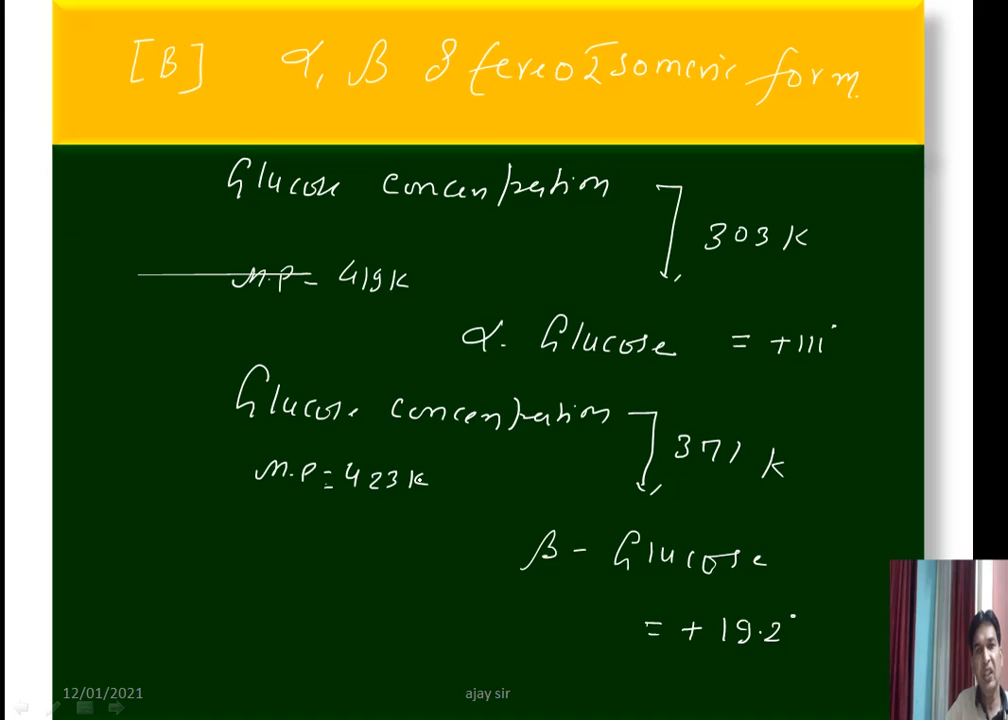 [B] α, β StereoIsomeric form.
Glucose concentration
303 K
M.P = 419 K
α. Glucose = +111°
Glucose concentration
371 K
M.P = 423 K
β - Glucose
= + 19.2°
12/01/2021 ajay sir